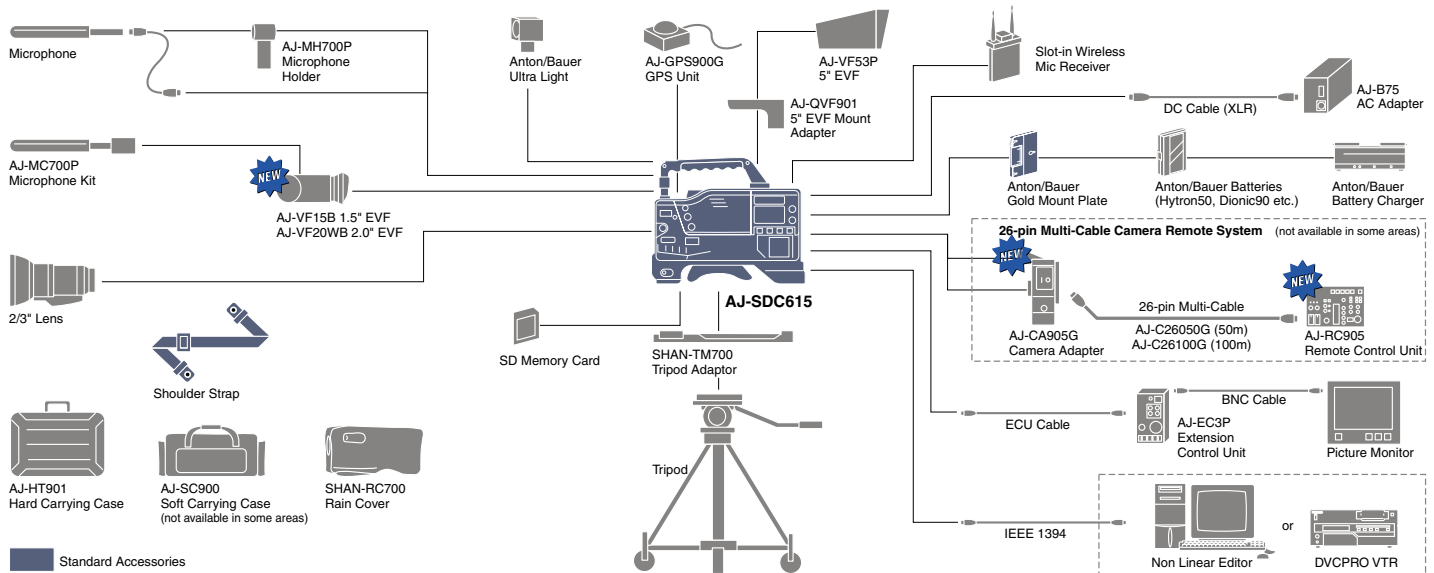 Microphone
AJ-MH700P
Microphone
Holder
Anton/Bauer
Ultra Light
AJ-GPS900G
GPS Unit
AJ-VF53P
5" EVF
Slot-in Wireless
Mic Receiver
AJ-QVF901
5" EVF Mount
Adapter
DC Cable (XLR)
AJ-B75
AC Adapter
AJ-MC700P
Microphone Kit
NEW
AJ-VF15B 1.5" EVF
AJ-VF20WB 2.0" EVF
Anton/Bauer
Gold Mount Plate
Anton/Bauer Batteries
(Hytron50, Dionic90 etc.)
Anton/Bauer
Battery Charger
26-pin Multi-Cable Camera Remote System (not available in some areas)
NEW
NEW
AJ-CA905G
Camera Adapter
26-pin Multi-Cable
AJ-C26050G (50m)
AJ-C26100G (100m)
AJ-RC905
Remote Control Unit
2/3" Lens
AJ-SDC615
Shoulder Strap
SD Memory Card
SHAN-TM700
Tripod Adaptor
ECU Cable
AJ-EC3P
Extension
Control Unit
BNC Cable
Picture Monitor
AJ-HT901
Hard Carrying Case
AJ-SC900
Soft Carrying Case
(not available in some areas)
SHAN-RC700
Rain Cover
Tripod
IEEE 1394
Non Linear Editor
or
DVCPRO VTR
Standard Accessories